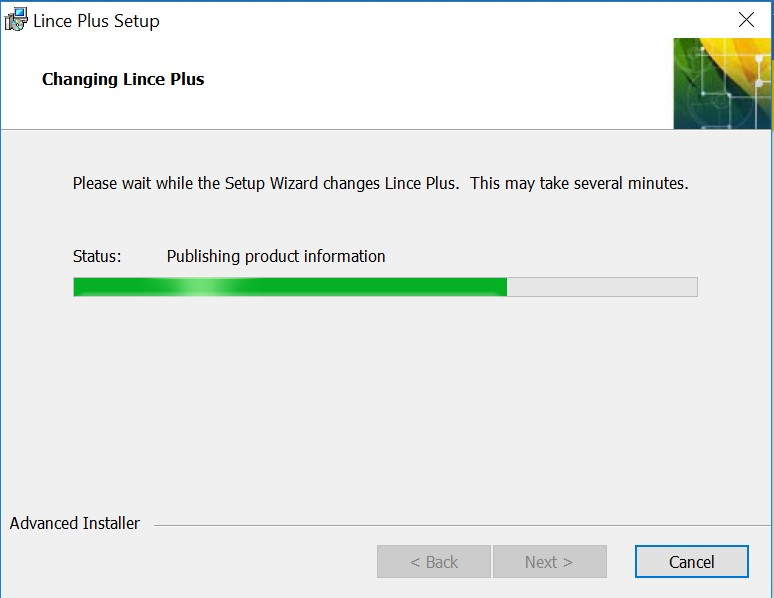 Lince Plus Setup
Changing Lince Plus
Please wait while the Setup Wizard changes Lince Plus.  This may take several minutes.
Status: Publishing product information
Advanced Installer
< Back Next > Cancel